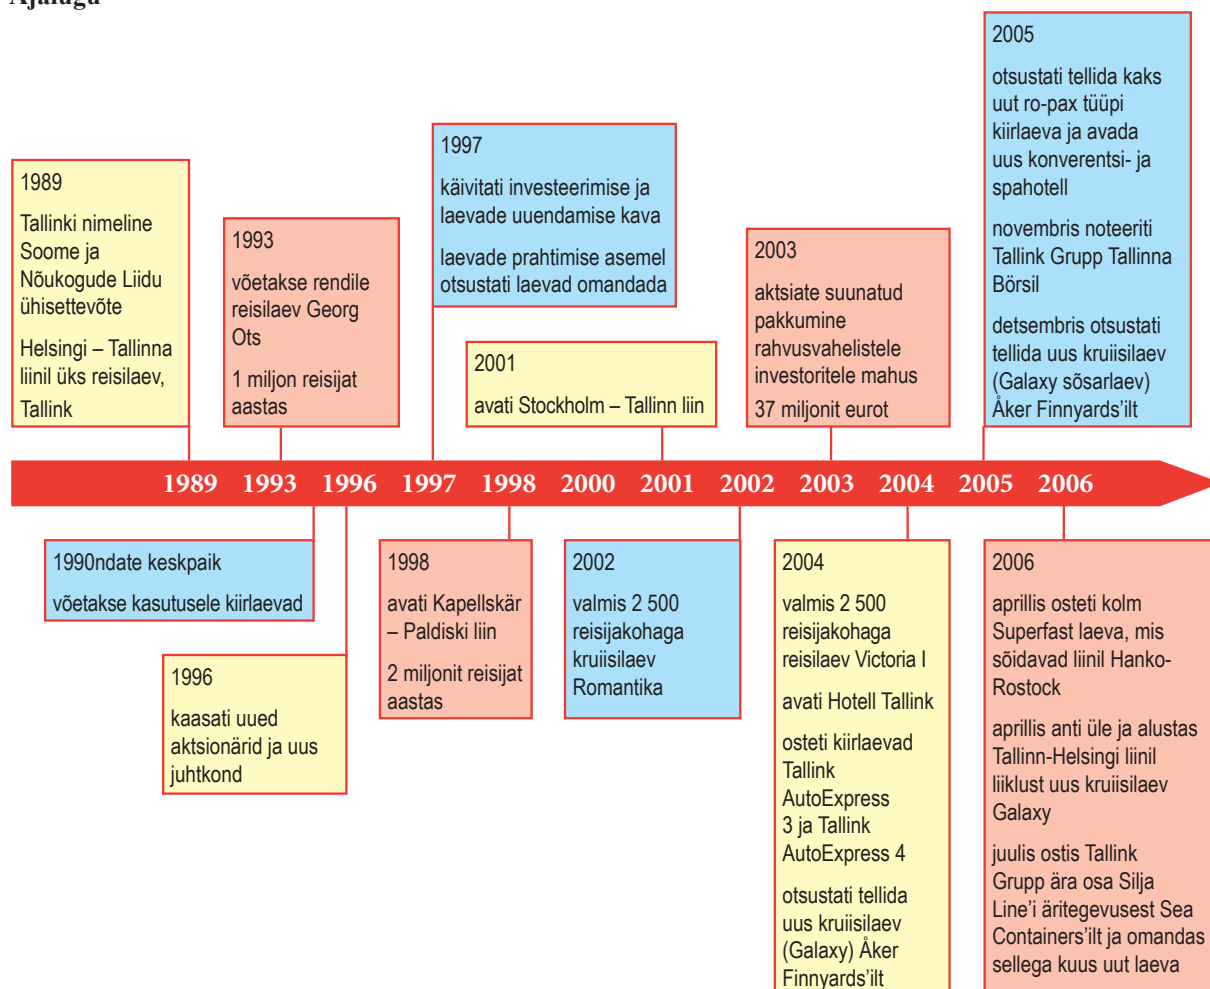 Ajalugu
1989
Tallinki nimeline
Soome ja
Nõukogude Liidu
ühisettevõte
Helsingi – Tallinna
liinil üks reisilaev,
Tallink
1993
võetakse rendile
reisilaev Georg
Ots
1 miljon reisijat
aastas
1997
käivitati investeerimise ja
laevade uuendamise kava
laevade prahtimise asemel
otsustati laevad omandada
2001
avati Stockholm – Tallinn liin
2003
aktsiate suunatud
pakkumine
rahvusvahelistele
investoritele mahus
37 miljonit eurot
2005
otsustati tellida kaks
uut ro-pax tüüpi
kiirlaeva ja avada
uus konverentsi- ja
spahotell
novembris noteeriti
Tallink Grupp Tallinna
Börsil
detsembris otsustati
tellida uus kruiisilaev
(Galaxy sõsarlaev)
Åker Finnyards’ilt
1989 1993 1996 1997 1998 2000 2001 2002 2003 2004 2005 2006
1990ndate keskpaik
võetakse kasutusele kiirlaevad
1996
kaasati uued
aktsionärid ja uus
juhtkond
1998
avati Kapellskär
– Paldiski liin
2 miljonit reisijat
aastas
2002
valmis 2 500
reisijakohaga
kruiisilaev
Romantika
2004
valmis 2 500
reisijakohaga
reisilaev Victoria I
avati Hotell Tallink
osteti kiirlaevad
Tallink
AutoExpress
3 ja Tallink
AutoExpress 4
otsustati tellida
uus kruiisilaev
(Galaxy) Åker
Finnyards’ilt
2006
aprillis osteti kolm
Superfast laeva, mis
sõidavad liinil Hanko-
Rostock
aprillis anti üle ja alustas
Tallinn-Helsingi liinil
liiklust uus kruiisilaev
Galaxy
juulis ostis Tallink
Grupp ära osa Silja
Line’i äritegevusest Sea
Containers’ilt ja omandas
sellega kuus uut laeva